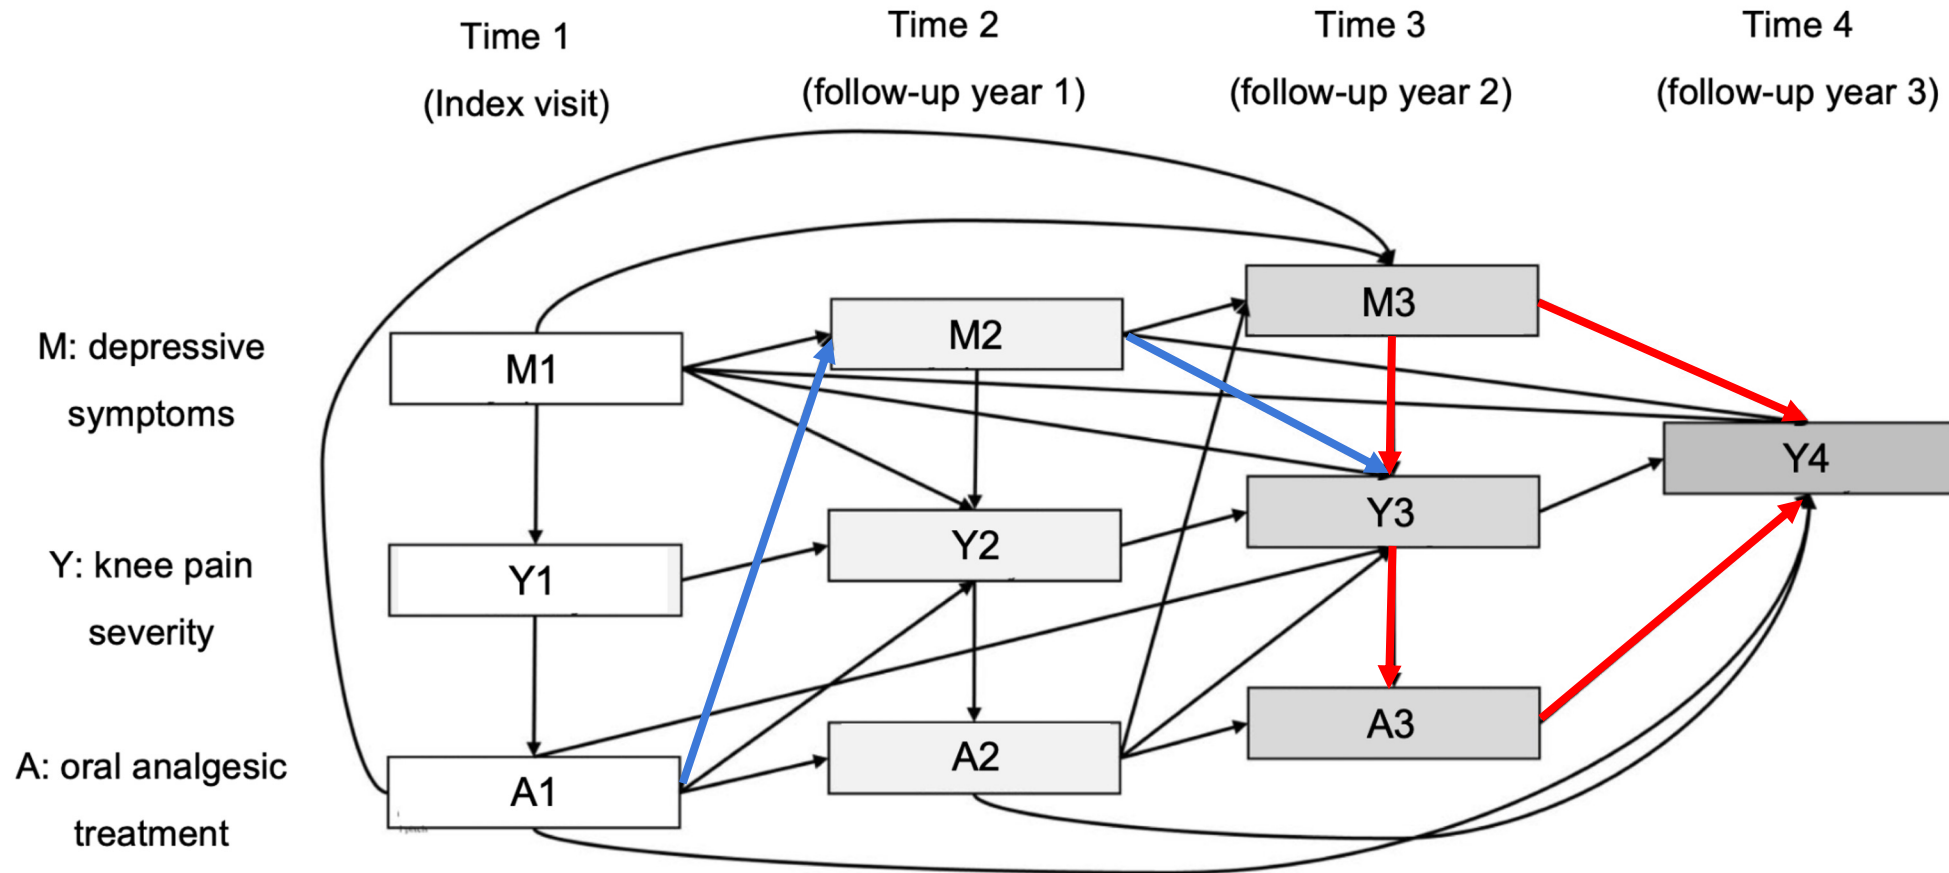 Time 1
(Index visit)
Time 2
(follow-up year 1)
Time 3
(follow-up year 2)
Time 4
(follow-up year 3)
M: depressive
symptoms
M1
M2
M3
Y: knee pain
severity
Y1
Y2
Y3
Y4
A: oral analgesic
treatment
A1
A2
A3